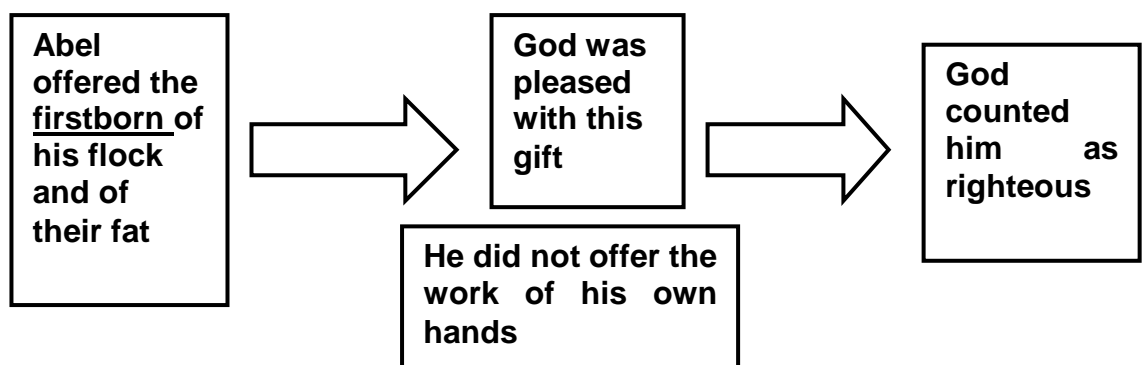 Abel
offered the
firstborn of
his flock
and of
their fat
God was
pleased
with this
gift
He did not offer the
work of his own
hands
God
counted
him as
righteous